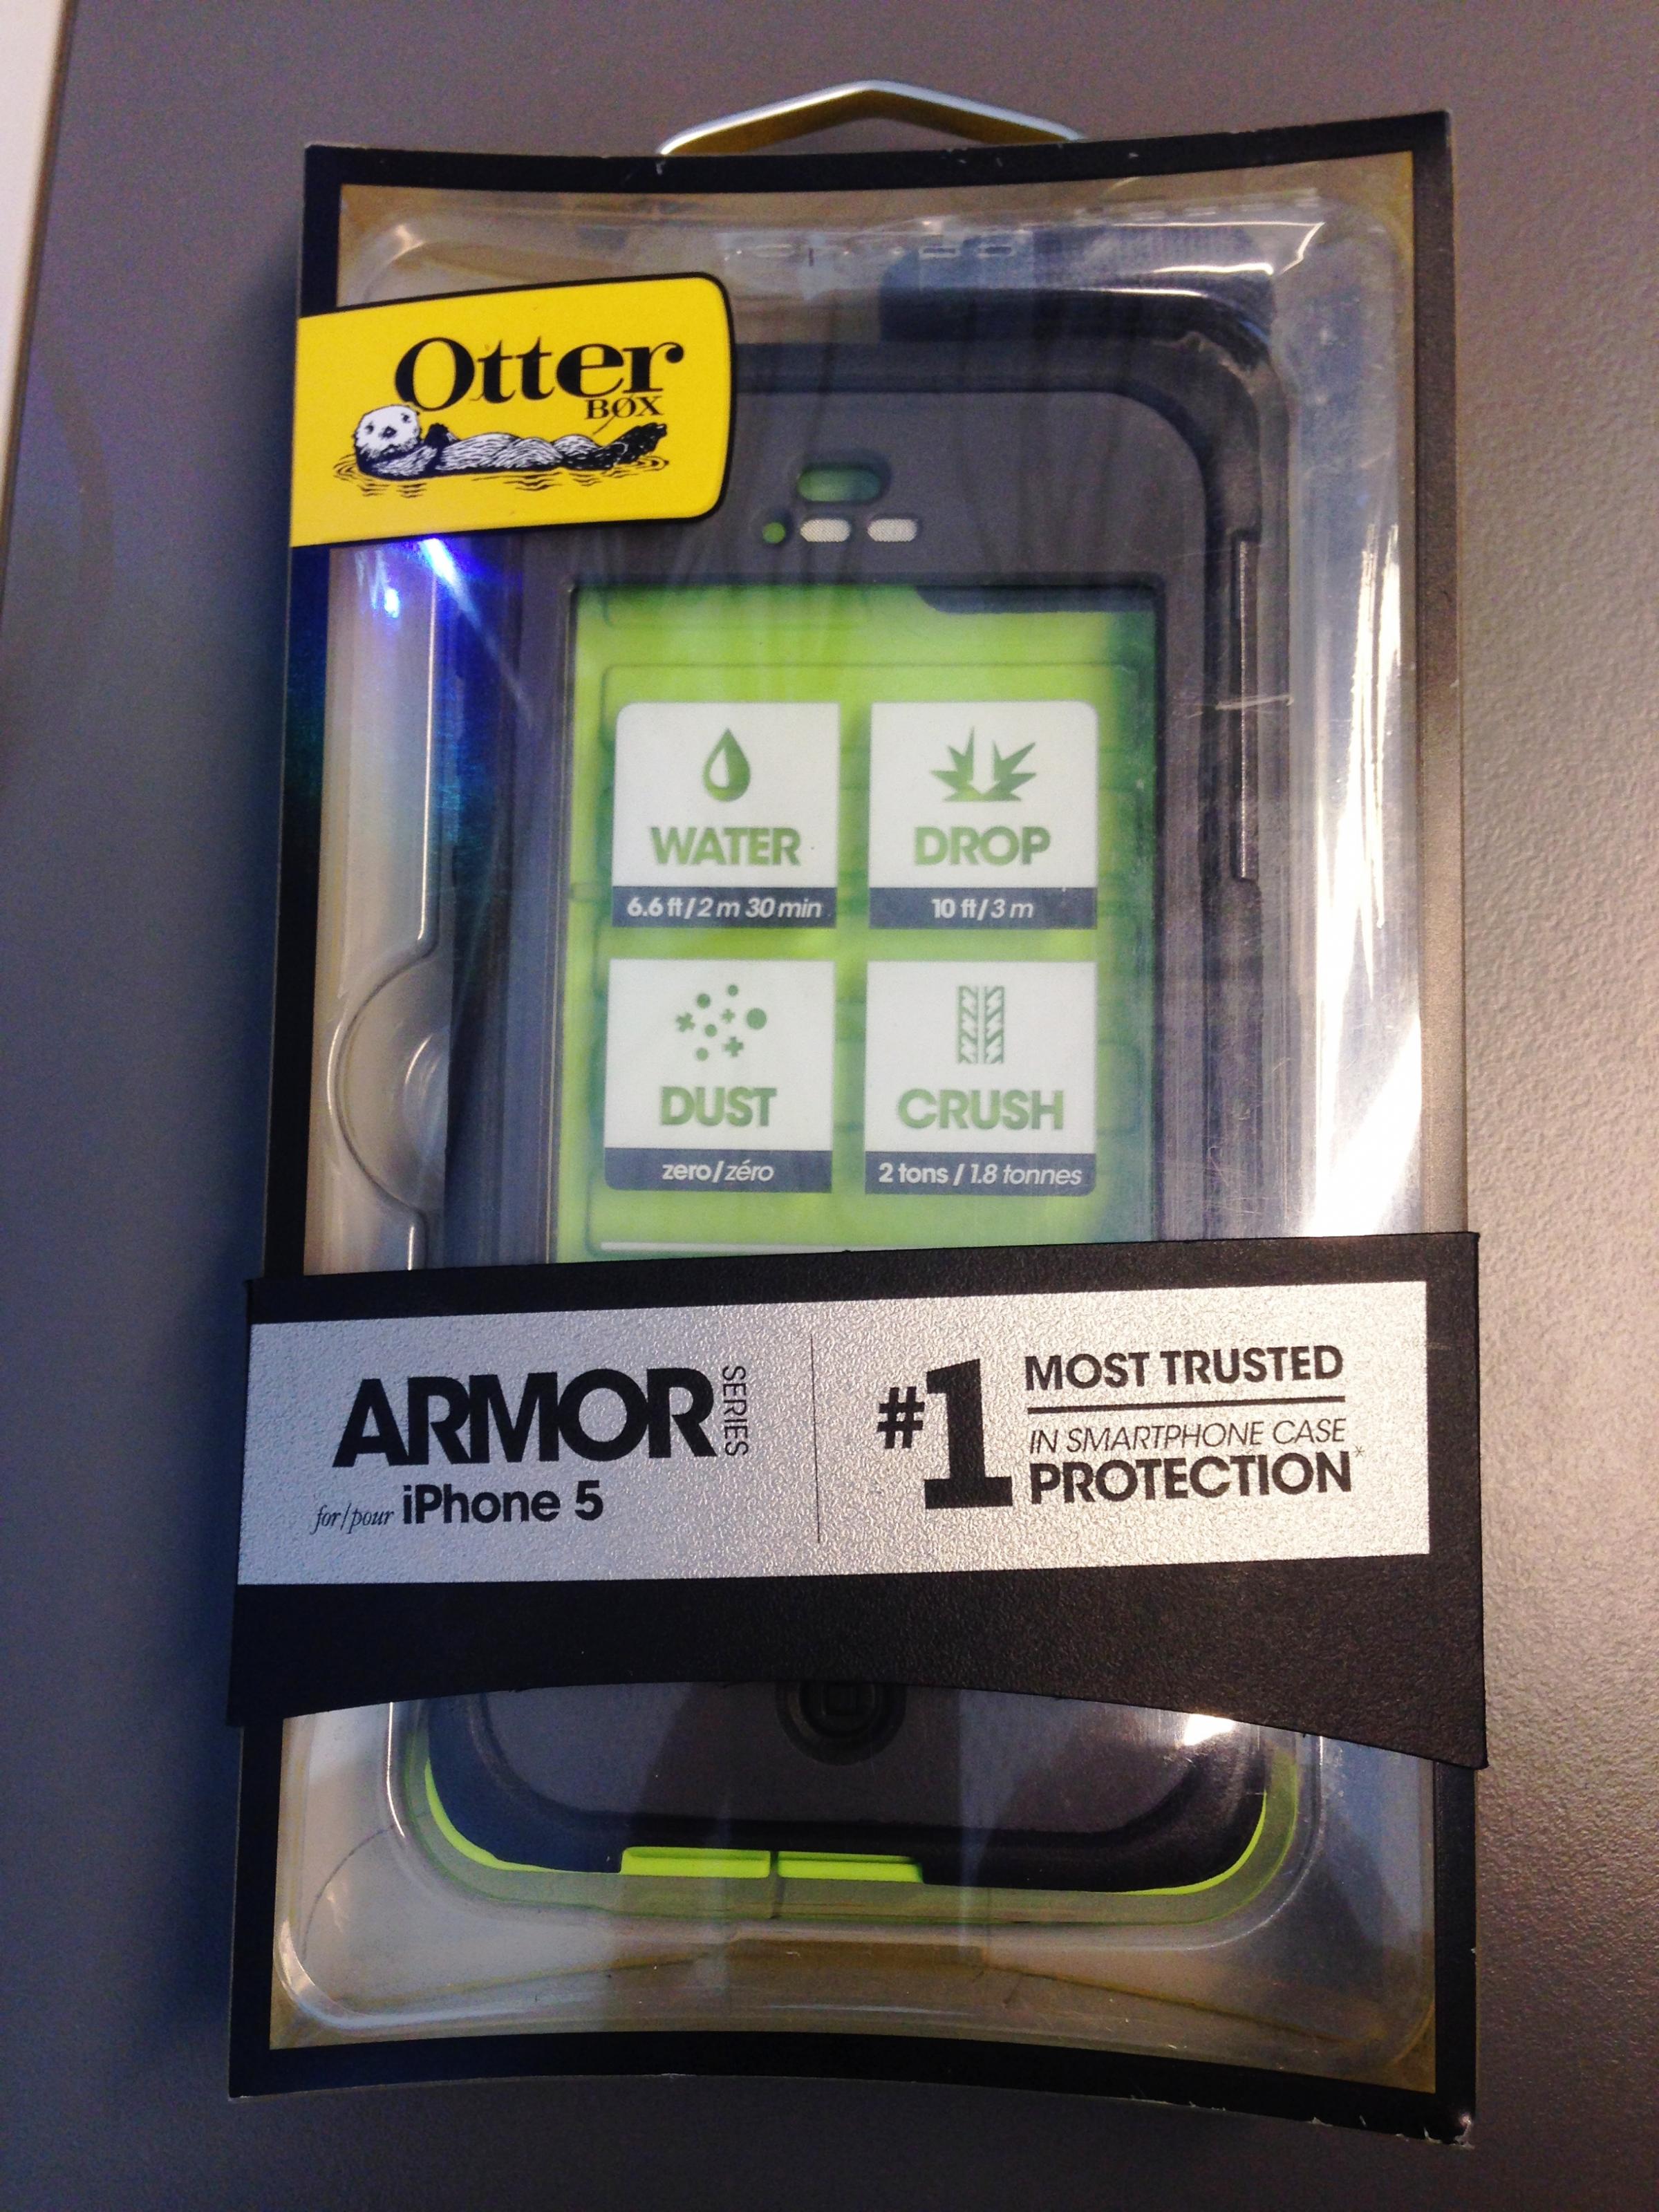 Otter
BOX
WATER
6.6 ft/2 m 30 min
DROP
10 ft/3 m
DUST
zero/zéro
CRUSH
2 tons / 1.8 tonnes
ARMOR SERIES
for/pour iPhone 5
#1 MOST TRUSTED
IN SMARTPHONE CASE
PROTECTION*